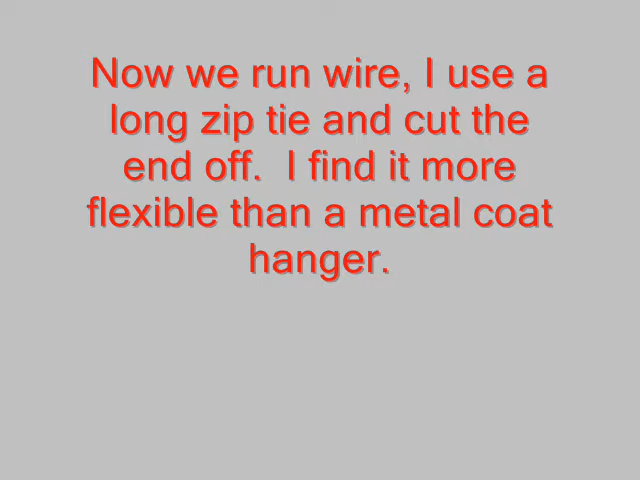 Now we run wire, I use a
long zip tie and cut the
end off.  I find it more
flexible than a metal coat
hanger.